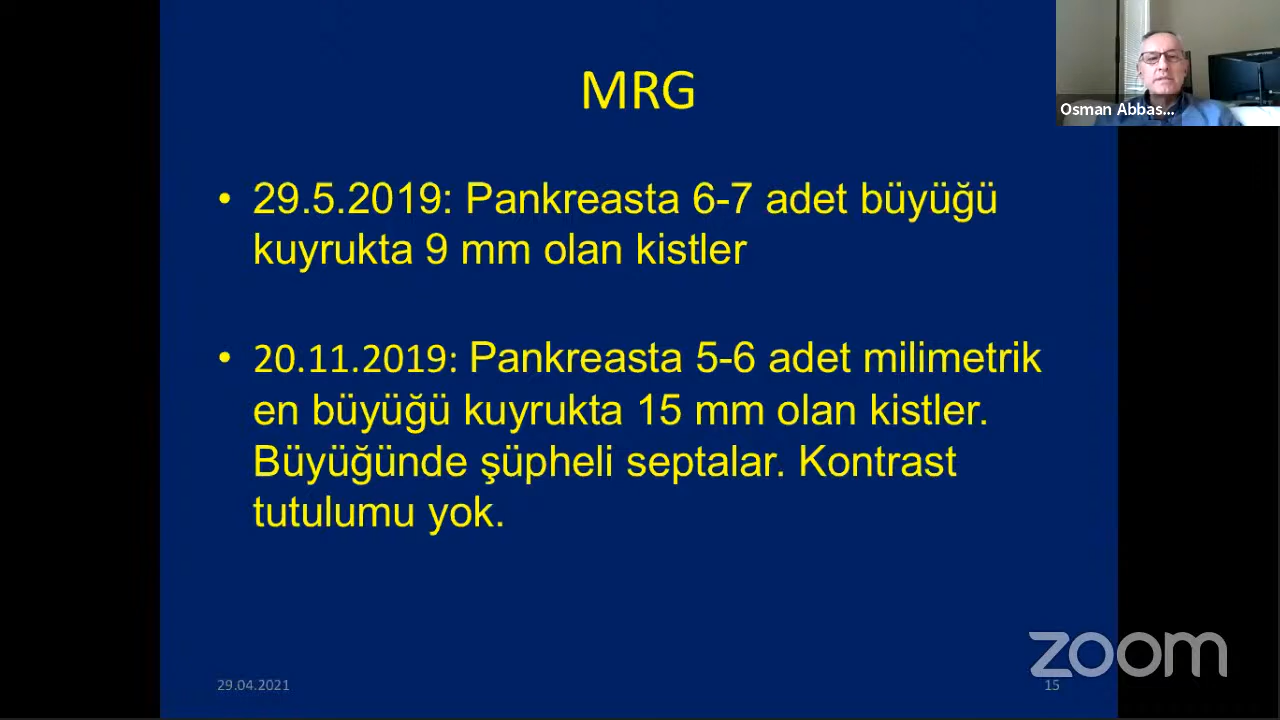 MRG
Osman Abbas...
• 29.5.2019: Pankreasta 6-7 adet büyüğü
kuyrukta 9 mm olan kistler
• 20.11.2019: Pankreasta 5-6 adet milimetrik
en büyüğü kuyrukta 15 mm olan kistler.
Büyüğünde şüpheli septalar. Kontrast
tutulumu yok.
zoom
29.04.2021
15